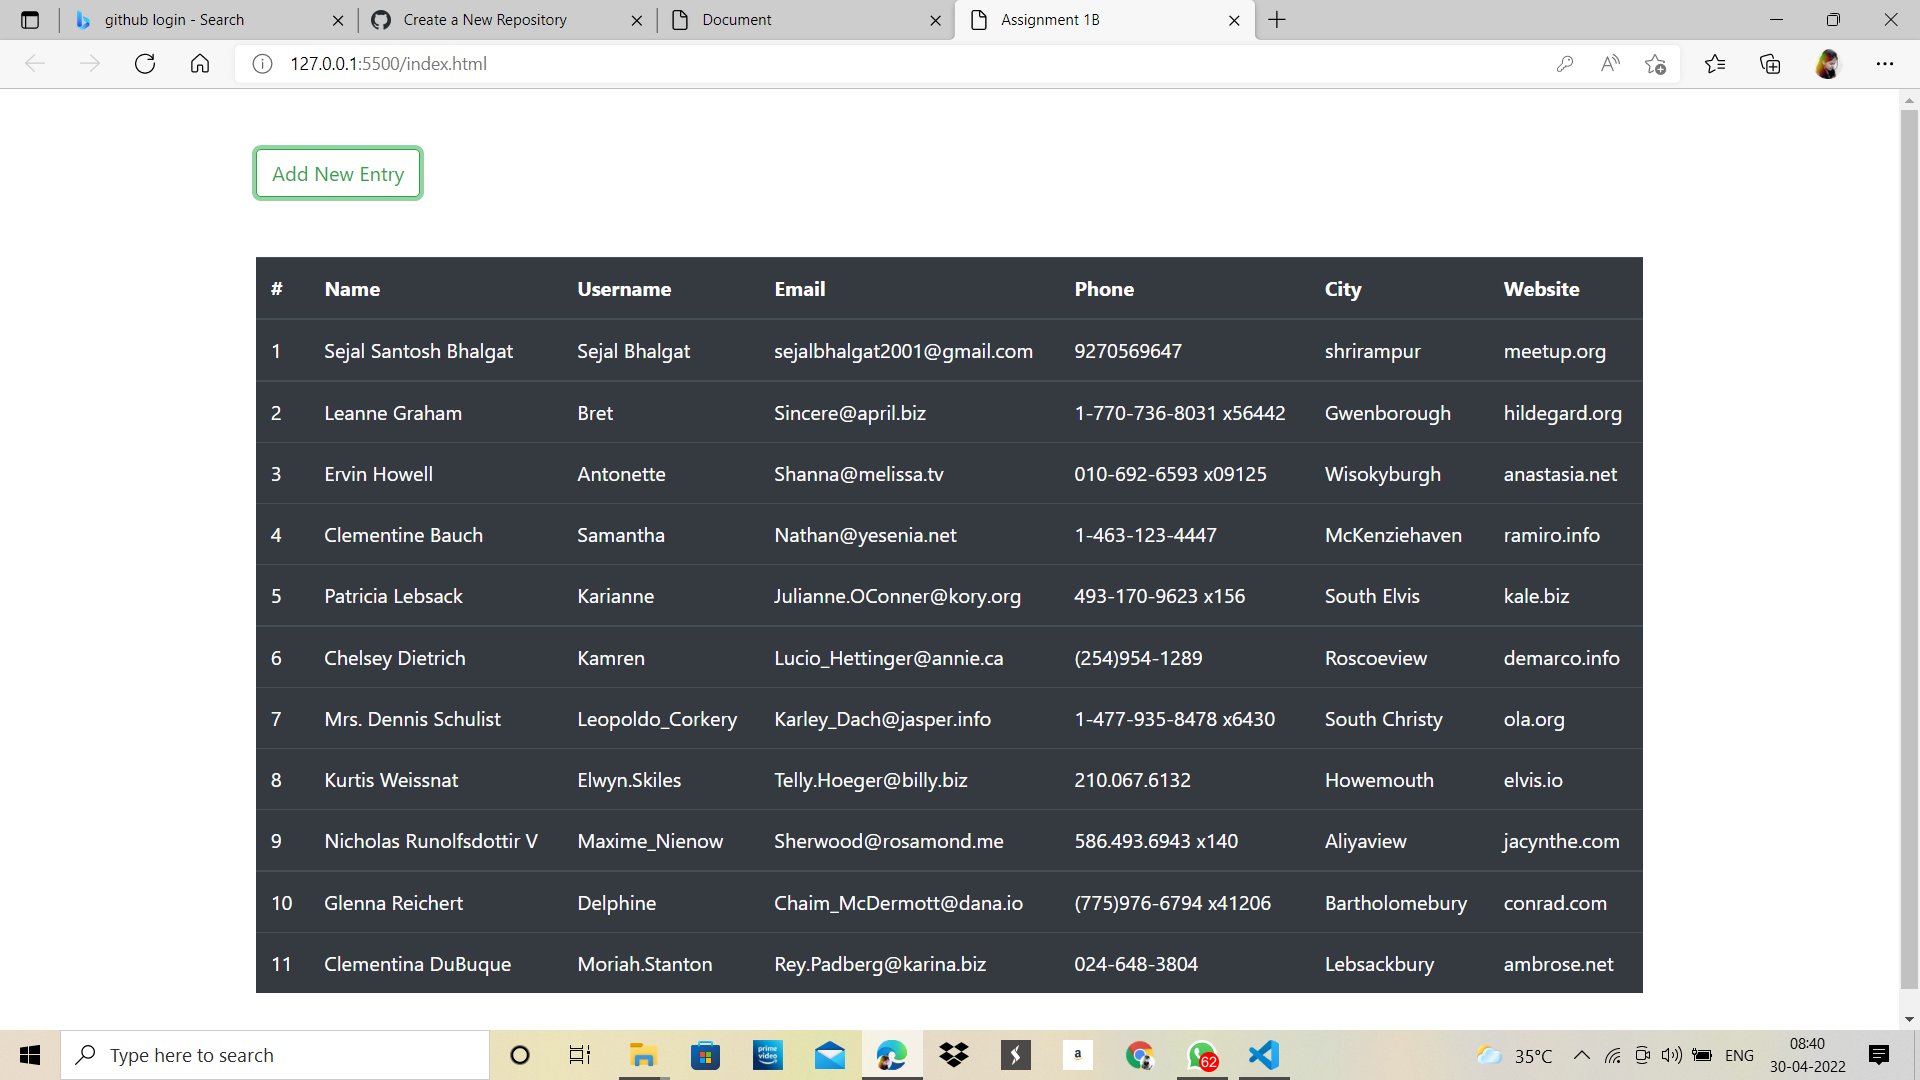 github login - Search
Create a New Repository
Document
Assignment 1B
127.0.0.1:5500/index.html
Add New Entry
# Name Username Email Phone City Website
1 Sejal Santosh Bhalgat Sejal Bhalgat sejalbhalgat2001@gmail.com 9270569647 shrirampur meetup.org
2 Leanne Graham Bret Sincere@april.biz 1-770-736-8031 x56442 Gwenborough hildegard.org
3 Ervin Howell Antonette Shanna@melissa.tv 010-692-6593 x09125 Wisokyburgh anastasia.net
4 Clementine Bauch Samantha Nathan@yesenia.net 1-463-123-4447 McKenziehaven ramiro.info
5 Patricia Lebsack Karianne Julianne.OConner@kory.org 493-170-9623 x156 South Elvis kale.biz
6 Chelsey Dietrich Kamren Lucio_Hettinger@annie.ca (254)954-1289 Roscoeview demarco.info
7 Mrs. Dennis Schulist Leopoldo_Corkery Karley_Dach@jasper.info 1-477-935-8478 x6430 South Christy ola.org
8 Kurtis Weissnat Elwyn.Skiles Telly.Hoeger@billy.biz 210.067.6132 Howemouth elvis.io
9 Nicholas Runolfsdottir V Maxime_Nienow Sherwood@rosamond.me 586.493.6943 x140 Aliyaview jacynthe.com
10 Glenna Reichert Delphine Chaim_McDermott@dana.io (775)976-6794 x41206 Bartholomebury conrad.com
11 Clementina DuBuque Moriah.Stanton Rey.Padberg@karina.biz 024-648-3804 Lebsackbury ambrose.net
Type here to search
prime video
a
62
35°C
ENG
08:40
30-04-2022